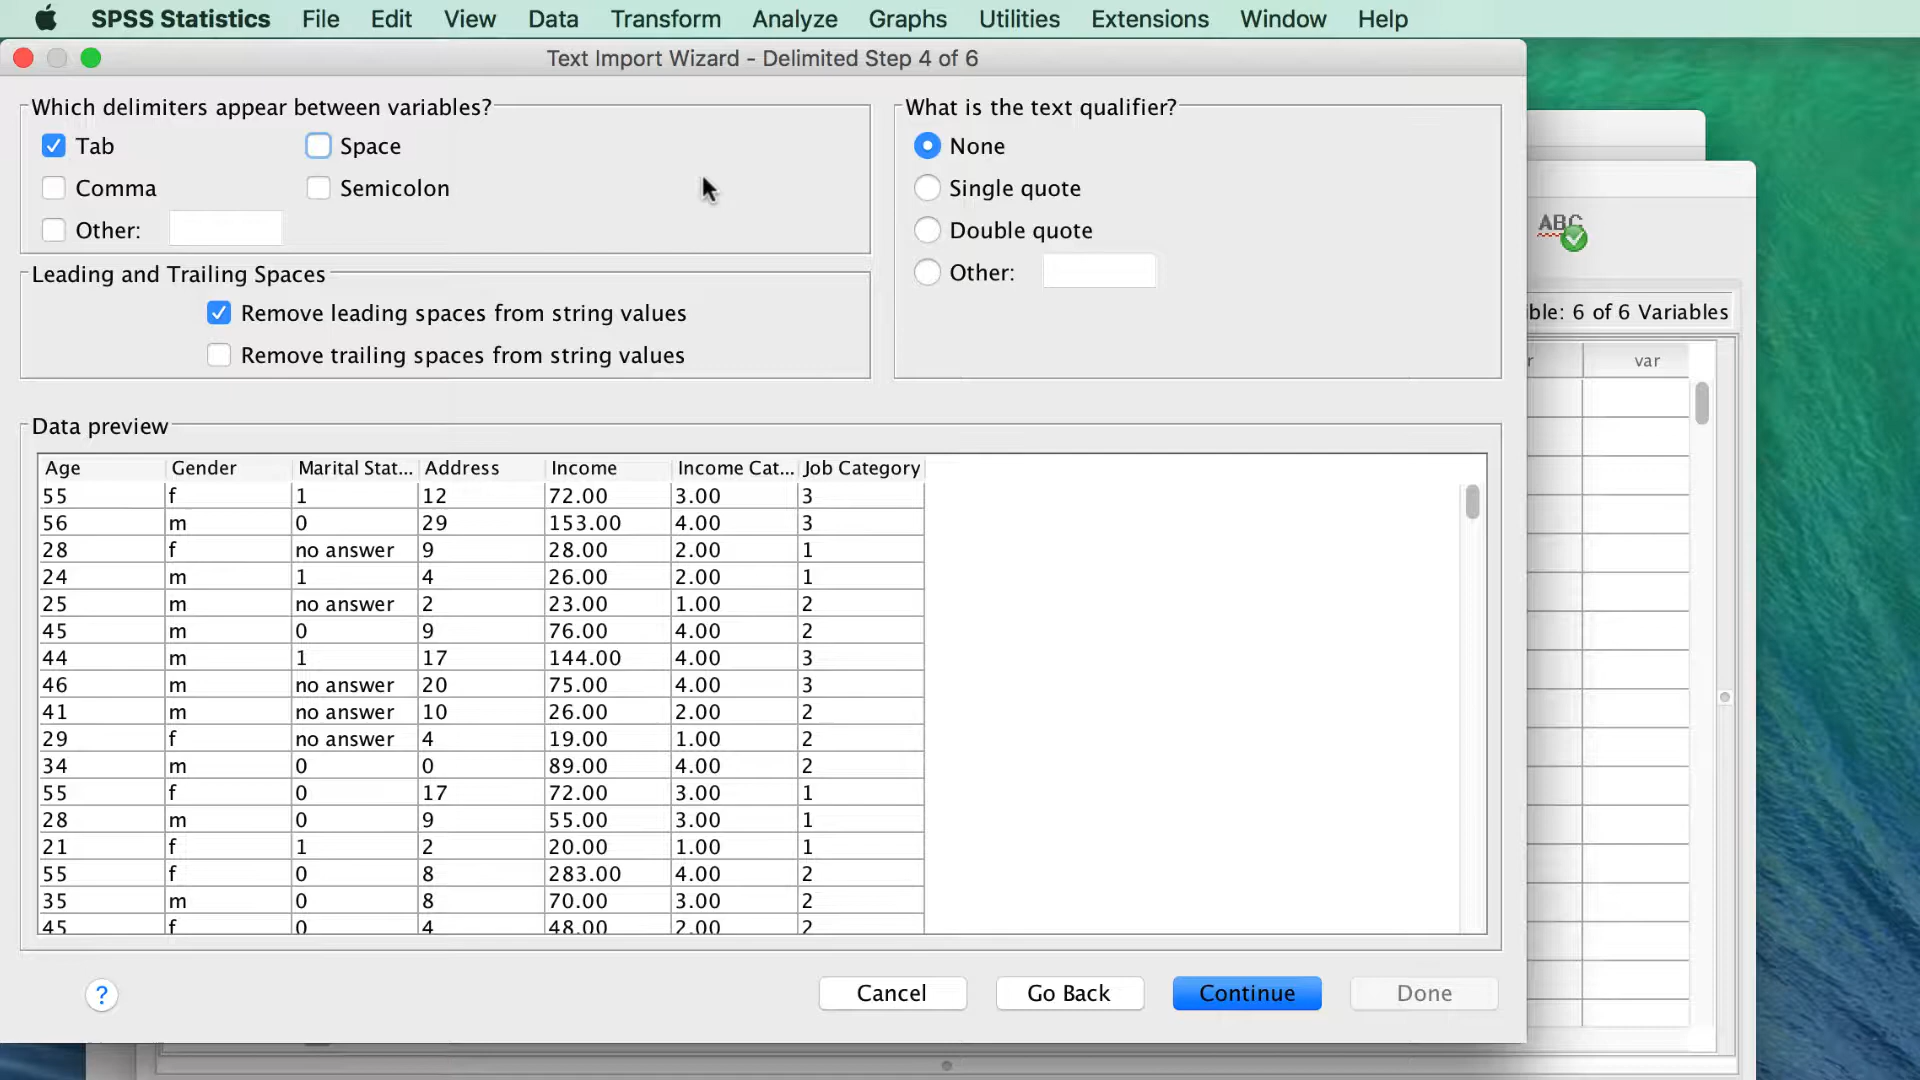 SPSS Statistics File Edit View Data Transform Analyze Graphs Utilities Extensions Window Help
Text Import Wizard - Delimited Step 4 of 6
Which delimiters appear between variables?
Tab Space
Comma Semicolon
Other:
What is the text qualifier?
None
Single quote
Double quote
Other:
Leading and Trailing Spaces
Remove leading spaces from string values
Remove trailing spaces from string values
ABC
ble: 6 of 6 Variables
r var
Data preview
Age Gender Marital Stat... Address Income Income Cat... Job Category
55 f 1 12 72.00 3.00 3
56 m 0 29 153.00 4.00 3
28 f no answer 9 28.00 2.00 1
24 m 1 4 26.00 2.00 1
25 m no answer 2 23.00 1.00 2
45 m 0 9 76.00 4.00 2
44 m 1 17 144.00 4.00 3
46 m no answer 20 75.00 4.00 3
41 m no answer 10 26.00 2.00 2
29 f no answer 4 19.00 1.00 2
34 m 0 0 89.00 4.00 2
55 f 0 17 72.00 3.00 1
28 m 0 9 55.00 3.00 1
21 f 1 2 20.00 1.00 1
55 f 0 8 283.00 4.00 2
35 m 0 8 70.00 3.00 2
45 f 0 4 48.00 2.00 2
? Cancel Go Back Continue Done